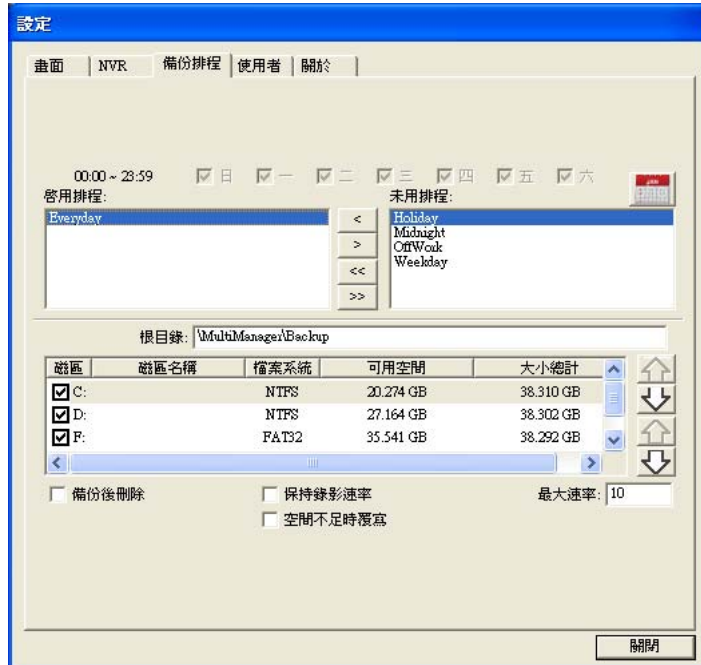 設定
畫面 NVR 備份排程 使用者 關於
00:00 ~ 23:59 日 一 二 三 四 五 六
啓用排程: 未用排程:
Everyday < Holiday
Midnight
> OffWork
Weekday
<<
>>
根目錄: \MultiManager\Backup
磁區 磁區名稱 檔案系統 可用空間 大小總計
C: NTFS 20.274 GB 38.310 GB
D: NTFS 27.164 GB 38.302 GB
F: FAT32 35.541 GB 38.292 GB
備份後刪除 保持錄影速率 最大速率: 10
空間不足時覆寫
關閉